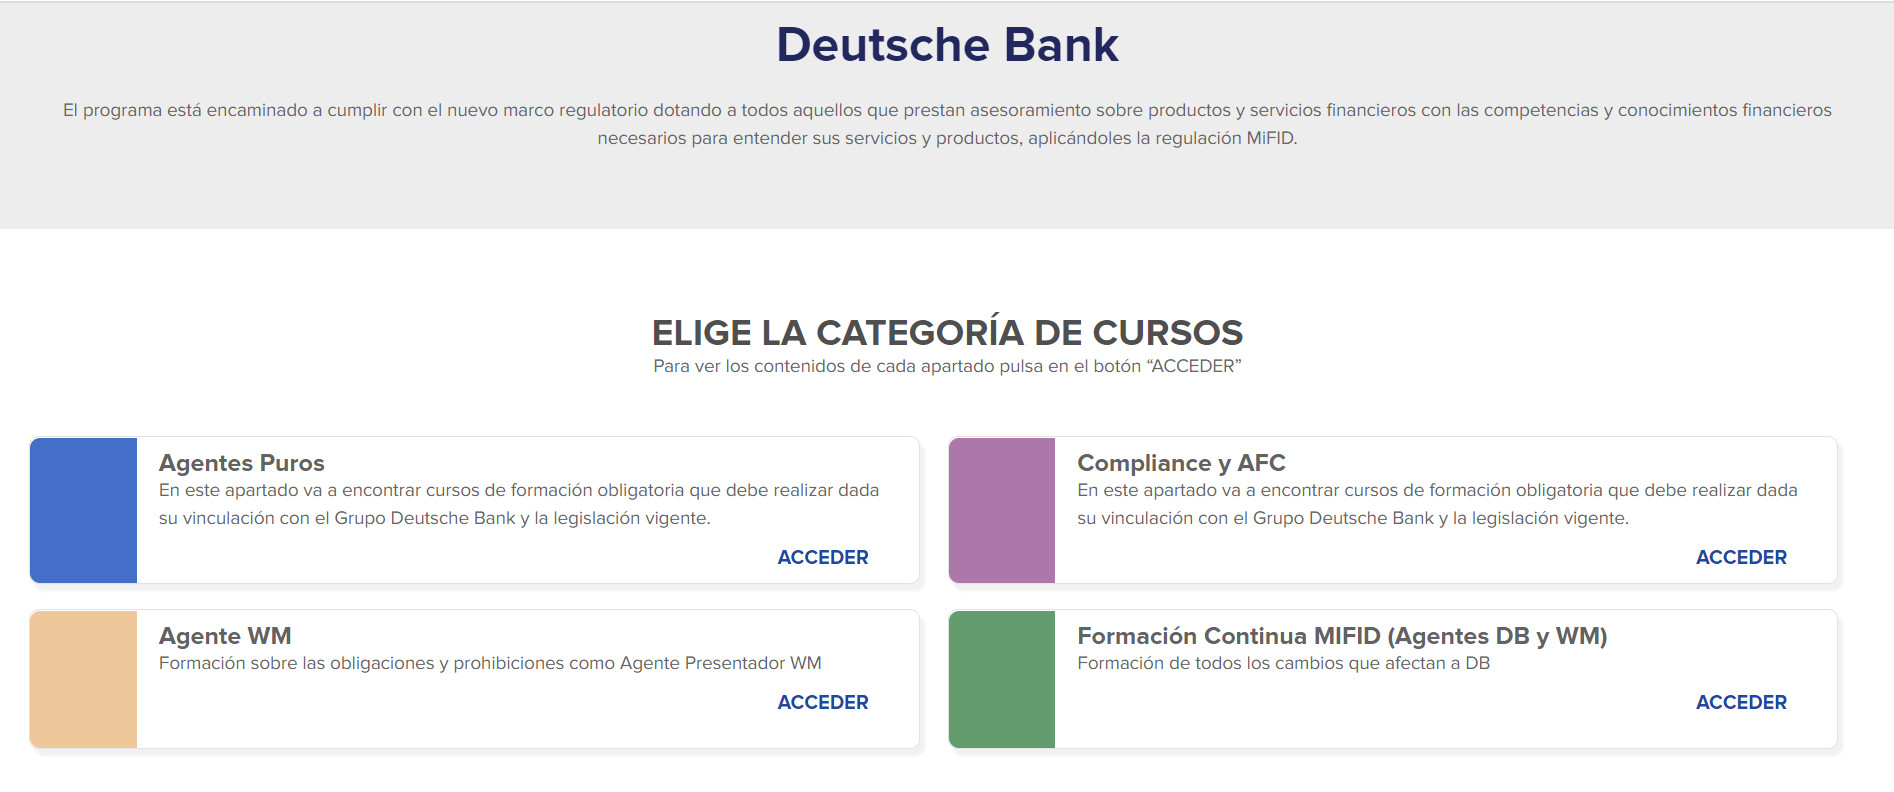 Deutsche Bank
El programa está encaminado a cumplir con el nuevo marco regulatorio dotando a todos aquellos que prestan asesoramiento sobre productos y servicios financieros con las competencias y conocimientos financieros
necesarios para entender sus servicios y productos, aplicándoles la regulación MiFID.
ELIGE LA CATEGORÍA DE CURSOS
Para ver los contenidos de cada apartado pulsa en el botón “ACCEDER”
Agentes Puros
En este apartado va a encontrar cursos de formación obligatoria que debe realizar dada
su vinculación con el Grupo Deutsche Bank y la legislación vigente.
ACCEDER
Compliance y AFC
En este apartado va a encontrar cursos de formación obligatoria que debe realizar dada
su vinculación con el Grupo Deutsche Bank y la legislación vigente.
ACCEDER
Agente WM
Formación sobre las obligaciones y prohibiciones como Agente Presentador WM
ACCEDER
Formación Continua MIFID (Agentes DB y WM)
Formación de todos los cambios que afectan a DB
ACCEDER